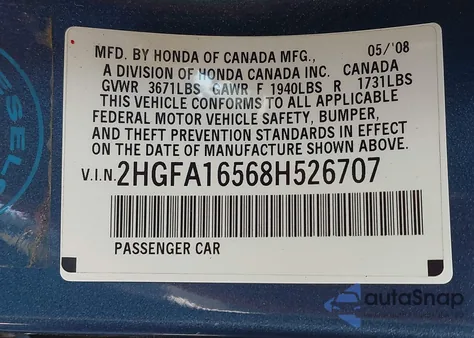 MFD. BY HONDA OF CANADA MFG., 05/'08
A DIVISION OF HONDA CANADA INC. CANADA
GVWR 3671LBS GAWR F 1940LBS R 1731LBS
THIS VEHICLE CONFORMS TO ALL APPLICABLE
FEDERAL MOTOR VEHICLE SAFETY, BUMPER,
AND THEFT PREVENTION STANDARDS IN EFFECT
ON THE DATE OF MANUFACTURE SHOWN ABOVE.
V.I.N. 2HGFA16568H526707
PASSENGER CAR
autoSnap